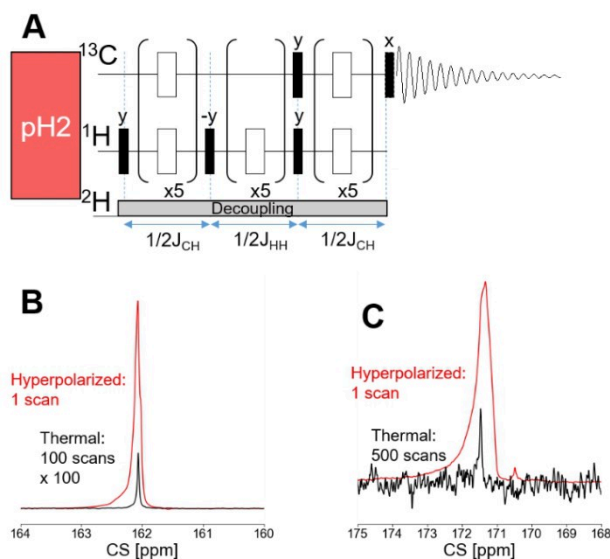 A
13C
y
x
pH2
1H
y
-y
y
x5
x5
x5
2H
Decoupling
1/2JCH
1/2JHH
1/2JCH
B
Hyperpolarized:
1 scan
Thermal:
100 scans
x 100
164
163
162
161
160
CS [ppm]
C
Hyperpolarized:
1 scan
Thermal:
500 scans
175
174
173
172
171
170
169
168
CS [ppm]